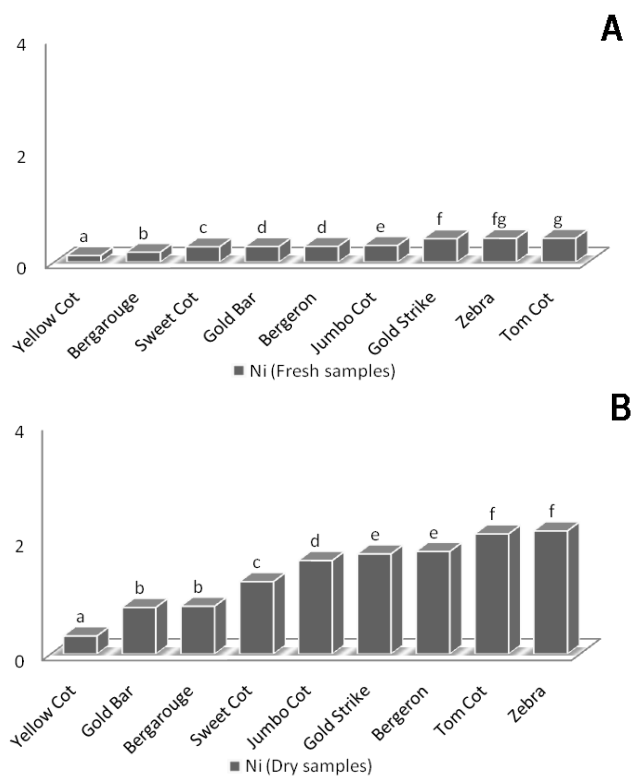 A
4
2
0
a b c d d e f fg g
Yellow Cot Bergarouge Sweet Cot Gold Bar Bergeron Jumbo Cot Gold Strike Zebra Tom Cot
Ni (Fresh samples)
B
4
2
0
a b b c d e e f f
Yellow Cot Gold Bar Bergarouge Sweet Cot Jumbo Cot Gold Strike Bergeron Tom Cot Zebra
Ni (Dry samples)